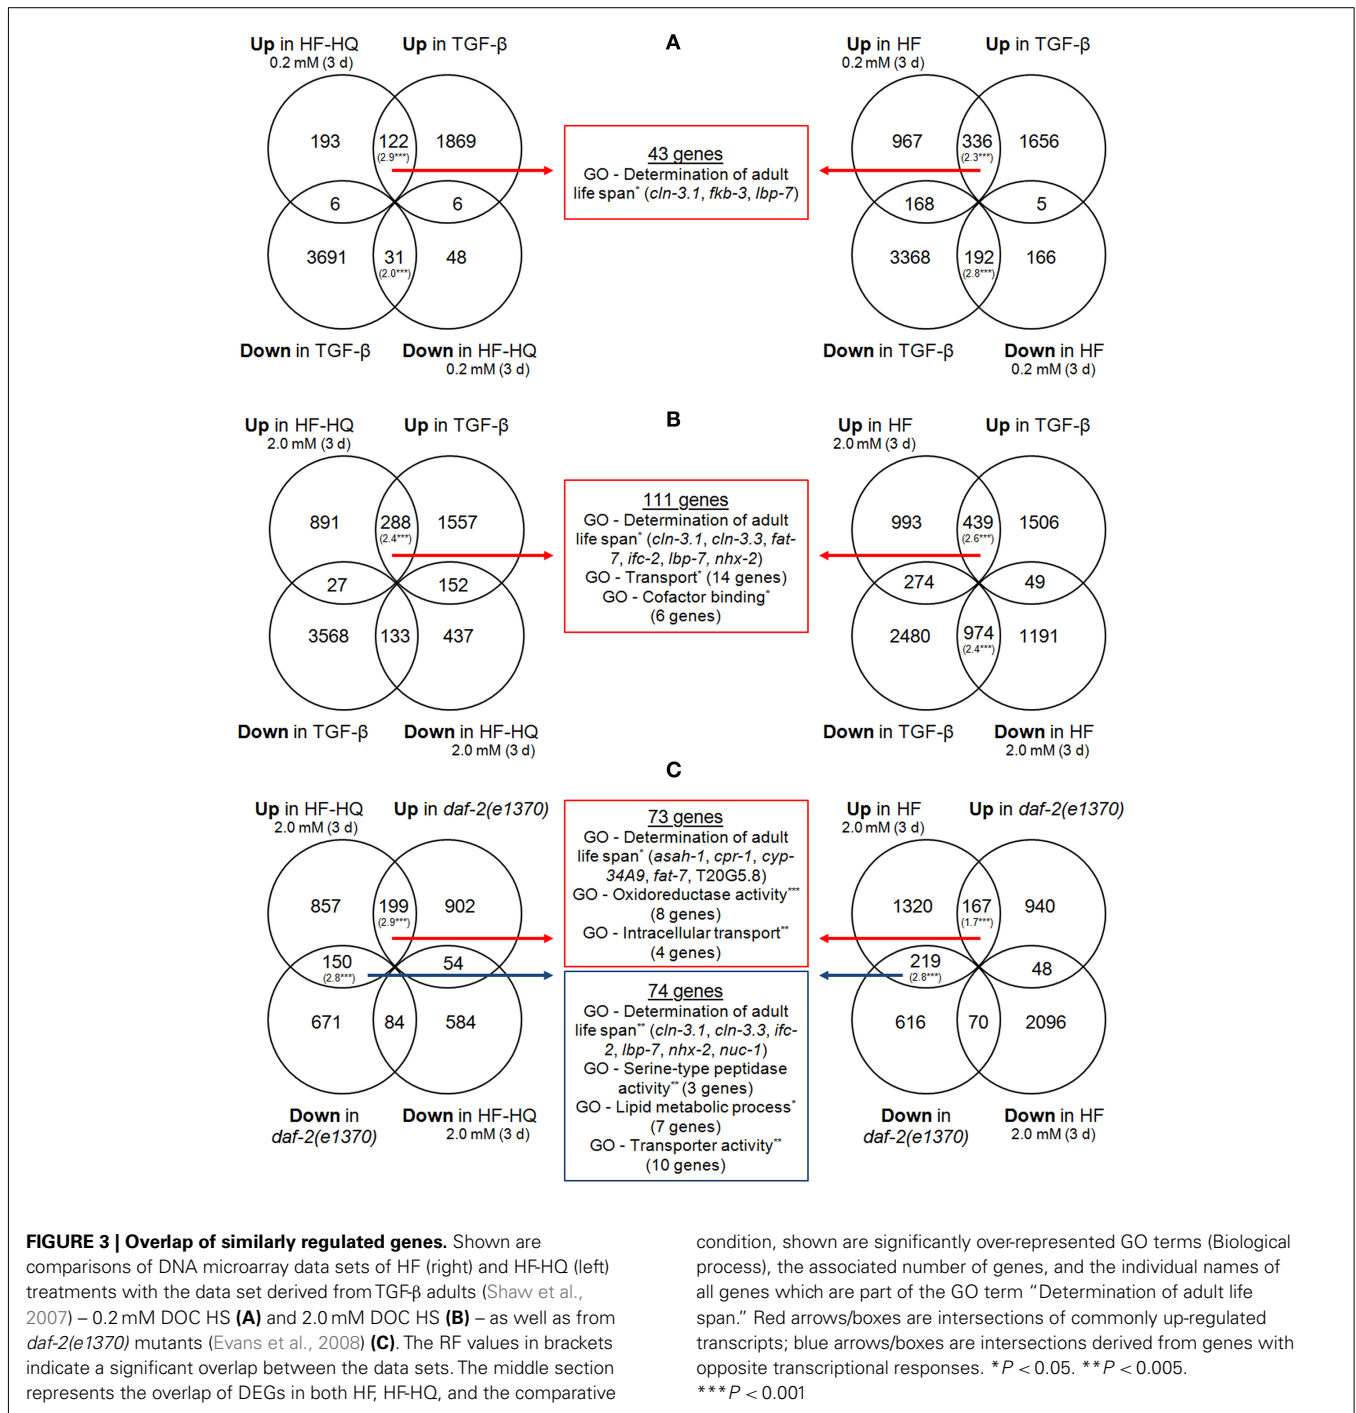 A
Up in HF-HQ
0.2 mM (3 d)
Up in TGF-β
193
122
(2.9***)
1869
6
6
3691
31
(2.0***)
48
Down in TGF-β
Down in HF-HQ
0.2 mM (3 d)
43 genes
GO - Determination of adult
life span* (cln-3.1, fkb-3, lbp-7)
Up in HF
0.2 mM (3 d)
Up in TGF-β
967
336
(2.3***)
1656
168
5
3368
192
(2.8***)
166
Down in TGF-β
Down in HF
0.2 mM (3 d)
B
Up in HF-HQ
2.0 mM (3 d)
Up in TGF-β
891
288
(2.4***)
1557
27
152
3568
133
437
Down in TGF-β
Down in HF-HQ
2.0 mM (3 d)
111 genes
GO - Determination of adult
life span* (cln-3.1, cln-3.3, fat-
7, ifc-2, lbp-7, nhx-2)
GO - Transport* (14 genes)
GO - Cofactor binding*
(6 genes)
Up in HF
2.0 mM (3 d)
Up in TGF-β
993
439
(2.6***)
1506
274
49
2480
974
(2.4***)
1191
Down in TGF-β
Down in HF
2.0 mM (3 d)
C
Up in HF-HQ
2.0 mM (3 d)
Up in daf-2(e1370)
857
199
(2.9***)
902
150
(2.8***)
54
671
84
584
Down in
daf-2(e1370)
Down in HF-HQ
2.0 mM (3 d)
73 genes
GO - Determination of adult
life span* (asah-1, cpr-1, cyp-
34A9, fat-7, T20G5.8)
GO - Oxidoreductase activity***
(8 genes)
GO - Intracellular transport**
(4 genes)
74 genes
GO - Determination of adult
life span** (cln-3.1, cln-3.3, ifc-
2, lbp-7, nhx-2, nuc-1)
GO - Serine-type peptidase
activity** (3 genes)
GO - Lipid metabolic process*
(7 genes)
GO - Transporter activity**
(10 genes)
Up in HF
2.0 mM (3 d)
Up in daf-2(e1370)
1320
167
(1.7***)
940
219
(2.8***)
48
616
70
2096
Down in
daf-2(e1370)
Down in HF
2.0 mM (3 d)
FIGURE 3 | Overlap of similarly regulated genes. Shown are
comparisons of DNA microarray data sets of HF (right) and HF-HQ (left)
treatments with the data set derived from TGF-β adults (Shaw et al.,
2007) – 0.2 mM DOC HS (A) and 2.0 mM DOC HS (B) – as well as from
daf-2(e1370) mutants (Evans et al., 2008) (C). The RF values in brackets
indicate a significant overlap between the data sets. The middle section
represents the overlap of DEGs in both HF, HF-HQ, and the comparative
condition, shown are significantly over-represented GO terms (Biological
process), the associated number of genes, and the individual names of
all genes which are part of the GO term “Determination of adult life
span.” Red arrows/boxes are intersections of commonly up-regulated
transcripts; blue arrows/boxes are intersections derived from genes with
opposite transcriptional responses. *P < 0.05. **P < 0.005.
***P < 0.001